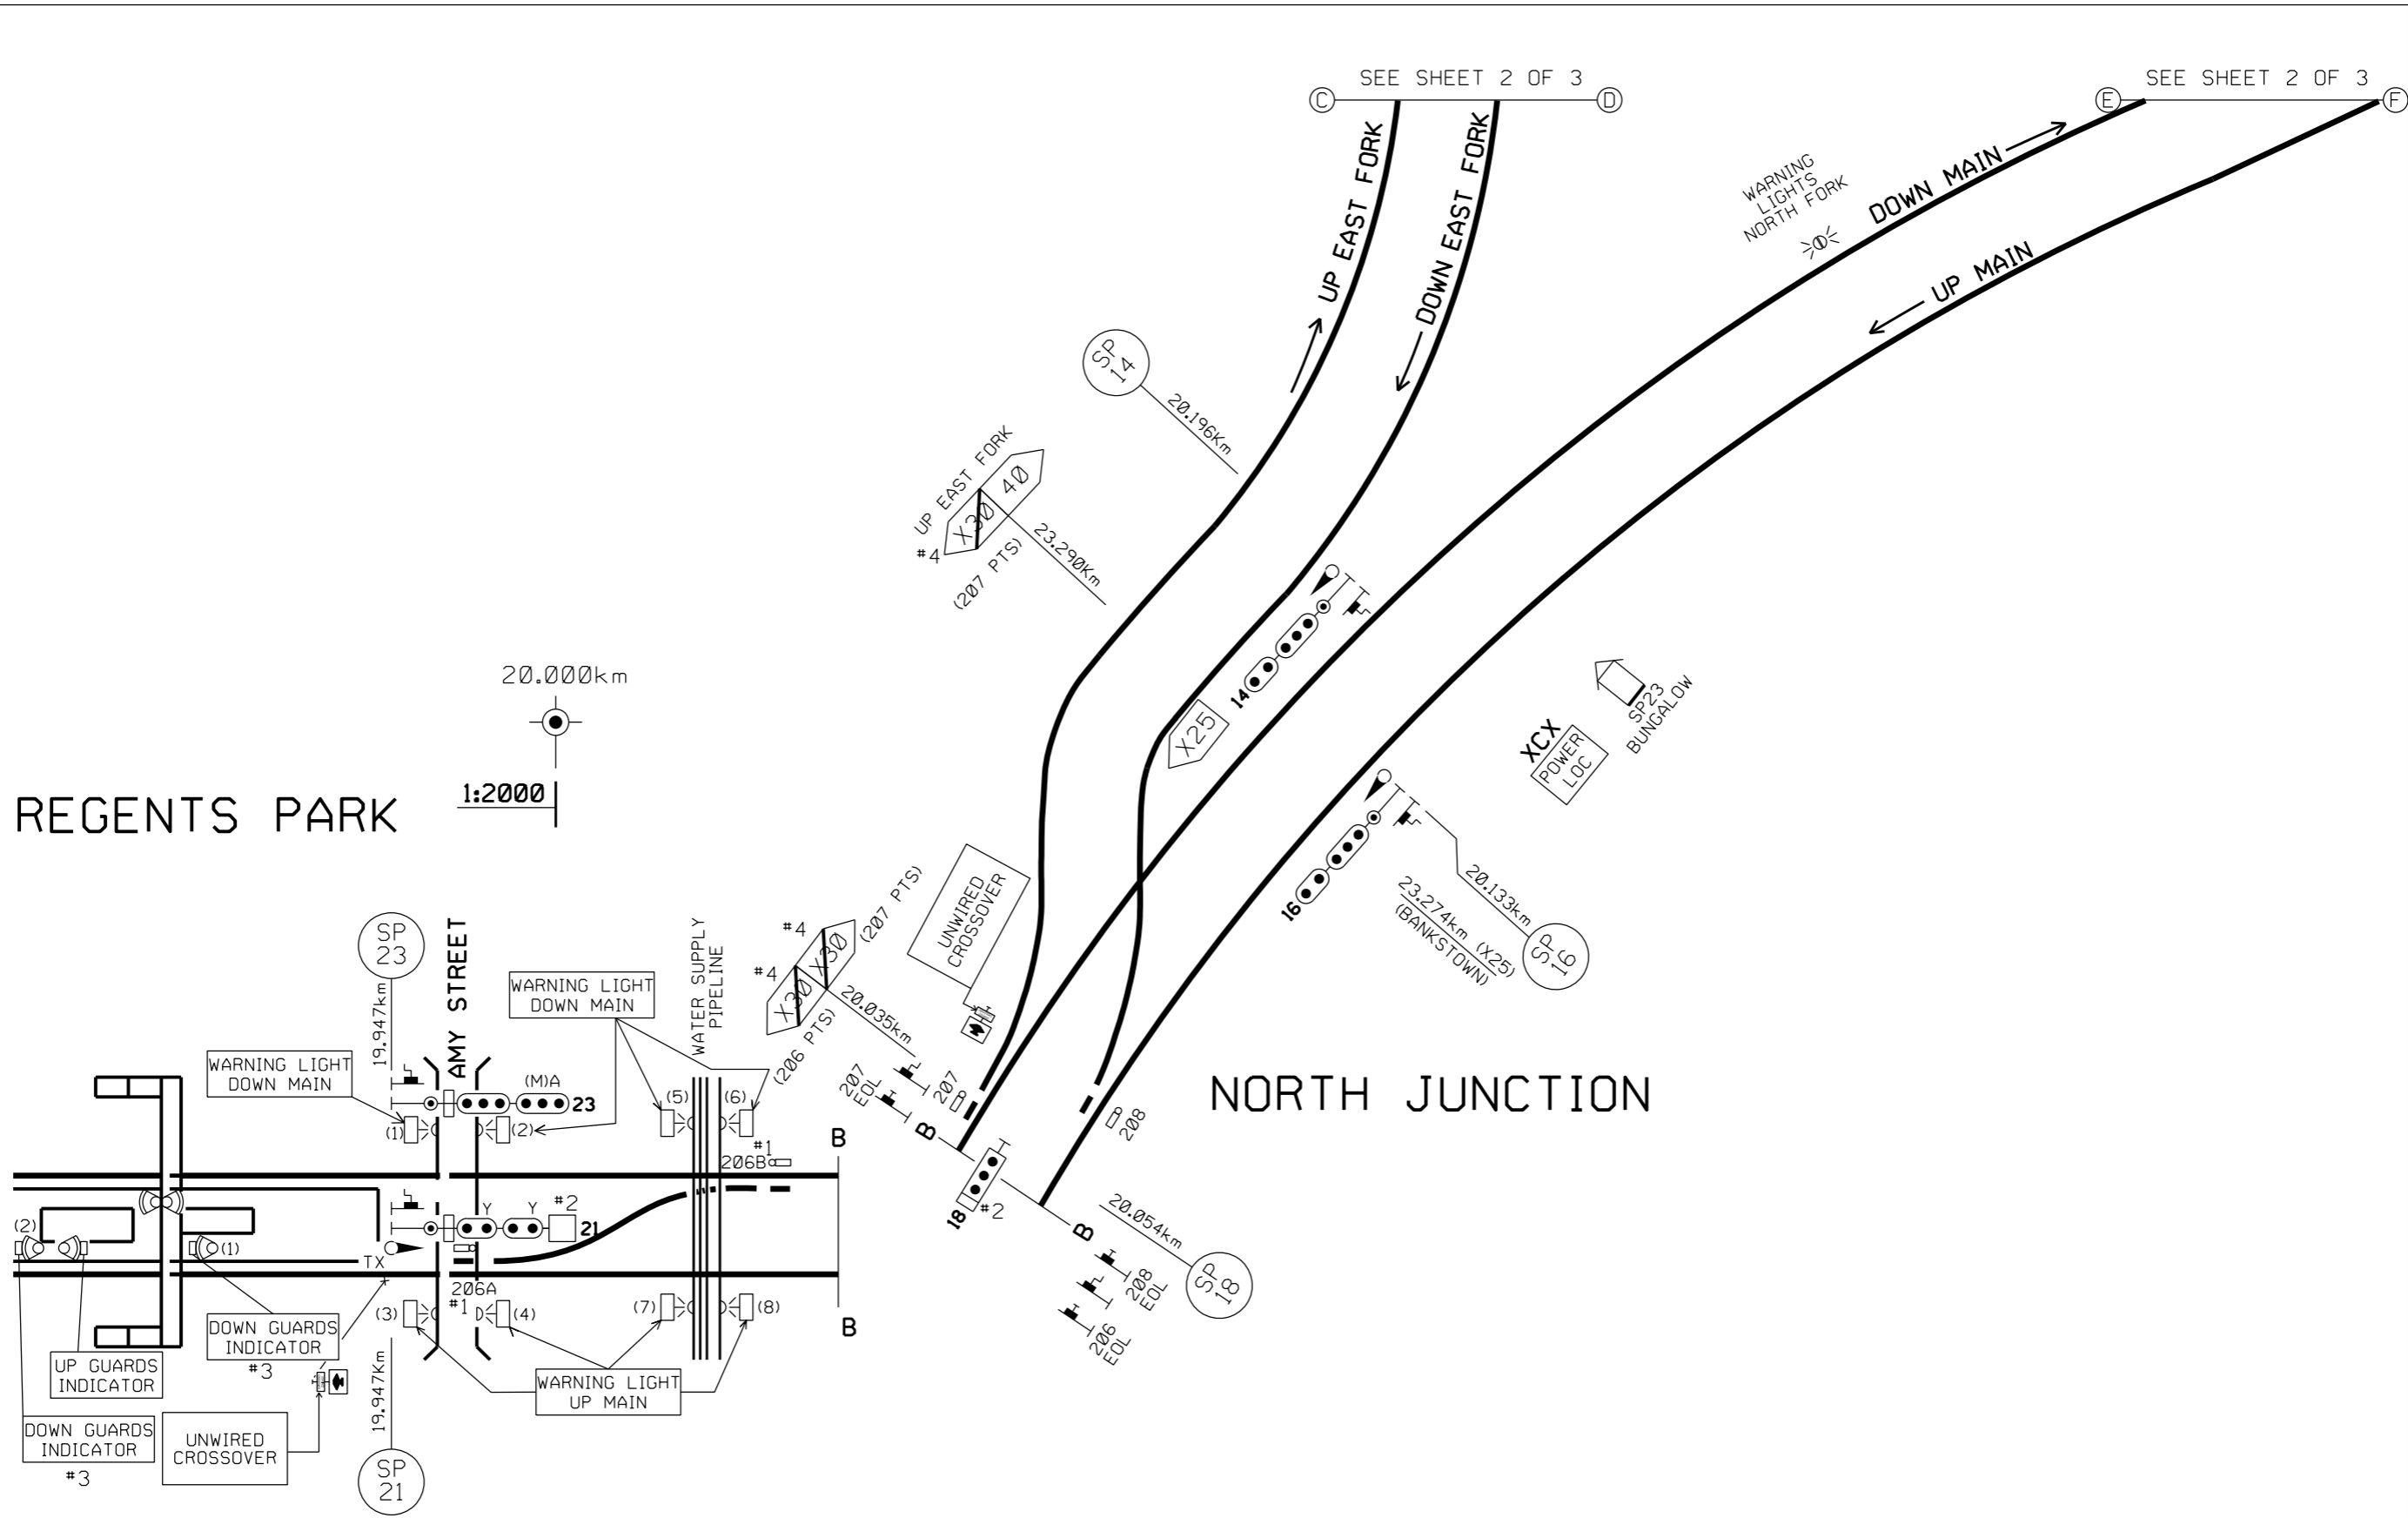 SEE SHEET 2 OF 3
C
D
SEE SHEET 2 OF 3
E
F
UP EAST FORK
DOWN EAST FORK
WARNING
LIGHTS
NORTH FORK
DOWN MAIN
UP MAIN
SP
14
20.196Km
UP EAST FORK
X30
40
#4
(207 PTS)
23.290Km
20.000km
1:2000
REGENTS PARK
14
X25
SP23
BUNGALOW
XCX
POWER
LOC
16
20.133km
23.274km (X25)
(BANKSTOWN)
SP
16
UNWIRED
CROSSOVER
#4
X30
(207 PTS)
#4
X30
(206 PTS)
20.035km
207
EOL
207
B
208
18
#2
B
20.054km
SP
18
208
EOL
206
EOL
NORTH JUNCTION
SP
23
19.947km
AMY STREET
WARNING LIGHT
DOWN MAIN
WATER SUPPLY
PIPELINE
WARNING LIGHT
DOWN MAIN
(M)A
23
(1)
(2)
(5)
(6)
#1
206B
B
Y
Y
#2
21
(2)
(1)
TX
206A
#1
(3)
(4)
(7)
(8)
B
DOWN GUARDS
INDICATOR
#3
UP GUARDS
INDICATOR
WARNING LIGHT
UP MAIN
DOWN GUARDS
INDICATOR
#3
UNWIRED
CROSSOVER
19.947Km
SP
21